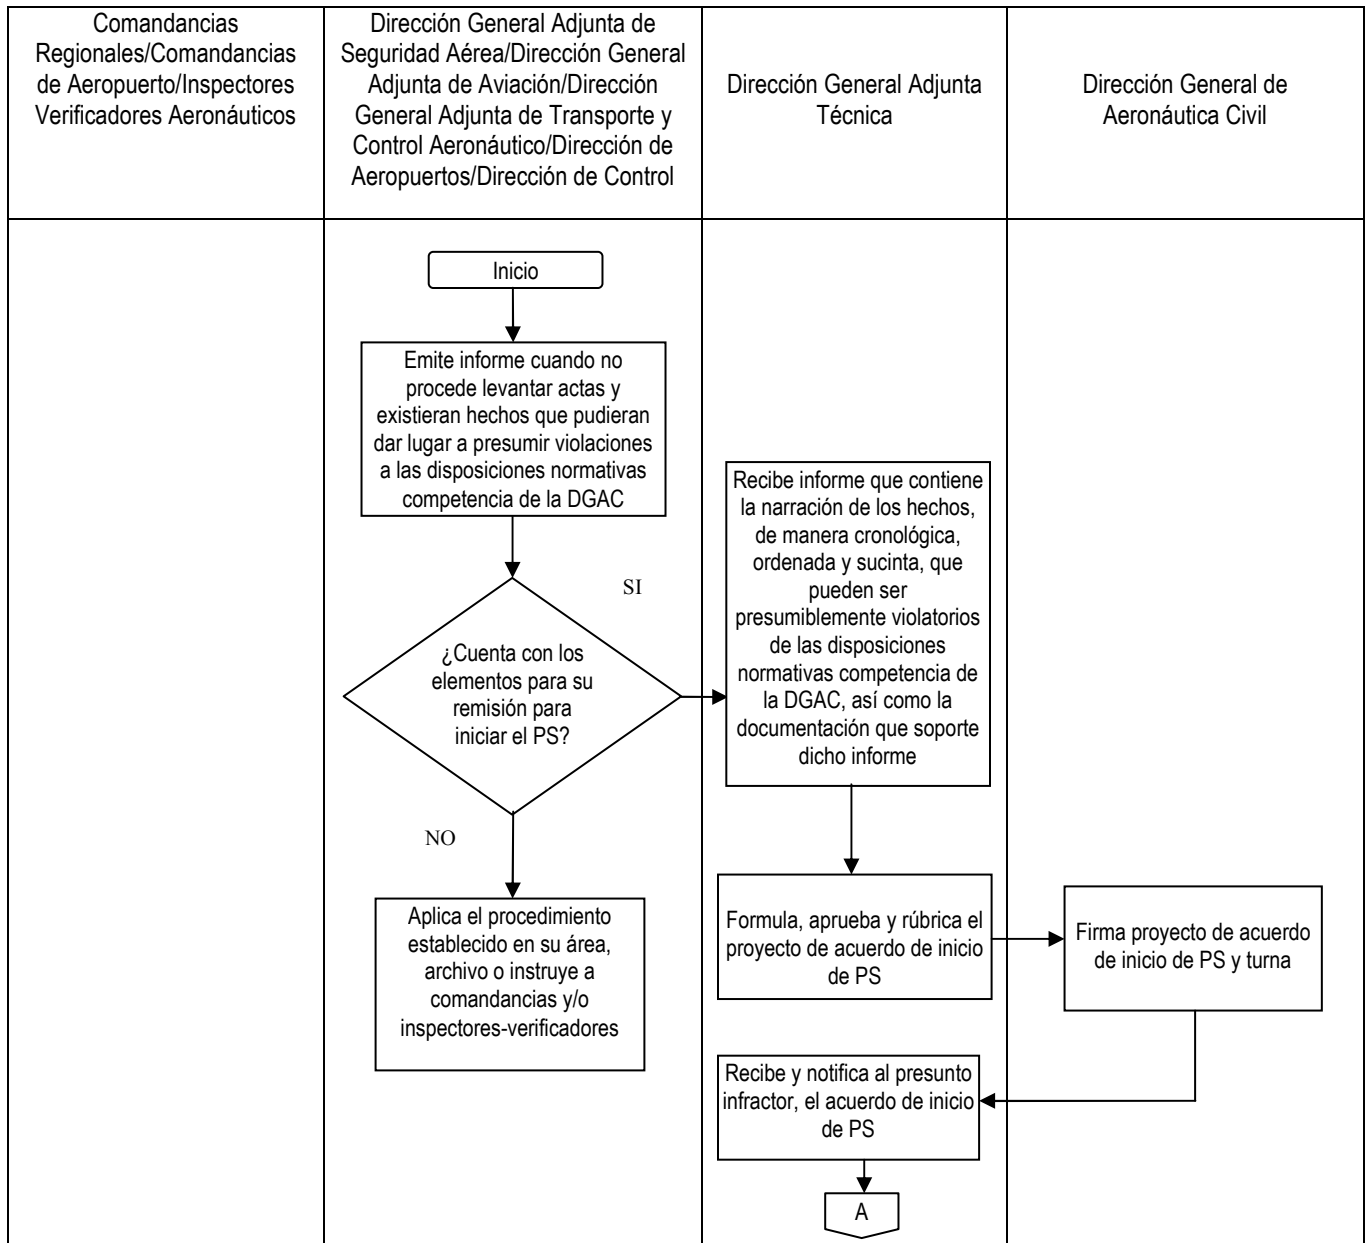 Comandancias
Regionales/Comandancias
de Aeropuerto/Inspectores
Verificadores Aeronáuticos
Dirección General Adjunta de
Seguridad Aérea/Dirección General
Adjunta de Aviación/Dirección
General Adjunta de Transporte y
Control Aeronáutico/Dirección de
Aeropuertos/Dirección de Control
Dirección General Adjunta
Técnica
Dirección General de
Aeronáutica Civil
Inicio
Emite informe cuando no
procede levantar actas y
existieran hechos que pudieran
dar lugar a presumir violaciones
a las disposiciones normativas
competencia de la DGAC
SI
¿Cuenta con los
elementos para su
remisión para
iniciar el PS?
NO
Aplica el procedimiento
establecido en su área,
archivo o instruye a
comandancias y/o
inspectores-verificadores
Recibe informe que contiene
la narración de los hechos,
de manera cronológica,
ordenada y sucinta, que
pueden ser
presumiblemente violatorios
de las disposiciones
normativas competencia de
la DGAC, así como la
documentación que soporte
dicho informe
Formula, aprueba y rúbrica el
proyecto de acuerdo de inicio
de PS
Firma proyecto de acuerdo
de inicio de PS y turna
Recibe y notifica al presunto
infractor, el acuerdo de inicio
de PS
A